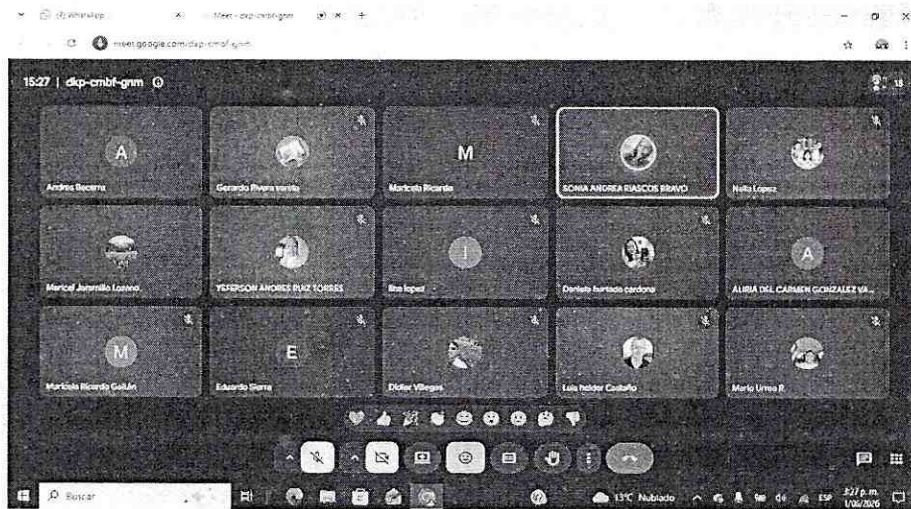 WhatsApp
Meet - dkp-cmbf-gnm
meet.google.com/dkp-cmbf-gnm
15:27 | dkp-cmbf-gnm
18
A
Andres Becerra
Gerardo Rivera varela
M
Maricela Ricardo
SONIA ANDREA RIASCOS BRAVO
Nelly Lopez
Maricel Jaramillo Lozano
YEFERSON ANDRES RUIZ TORRES
l
lina lopez
Daniela hurtado cardona
A
ALIRIA DEL CARMEN GONZALEZ VA...
M
Maricela Ricardo Gaitán
E
Eduardo Sierra
Didier Villegas
Luis helder Castaño
Mario Urrea R
Buscar
13°C Nublado
ESP
3:27 p. m.
1/06/2026